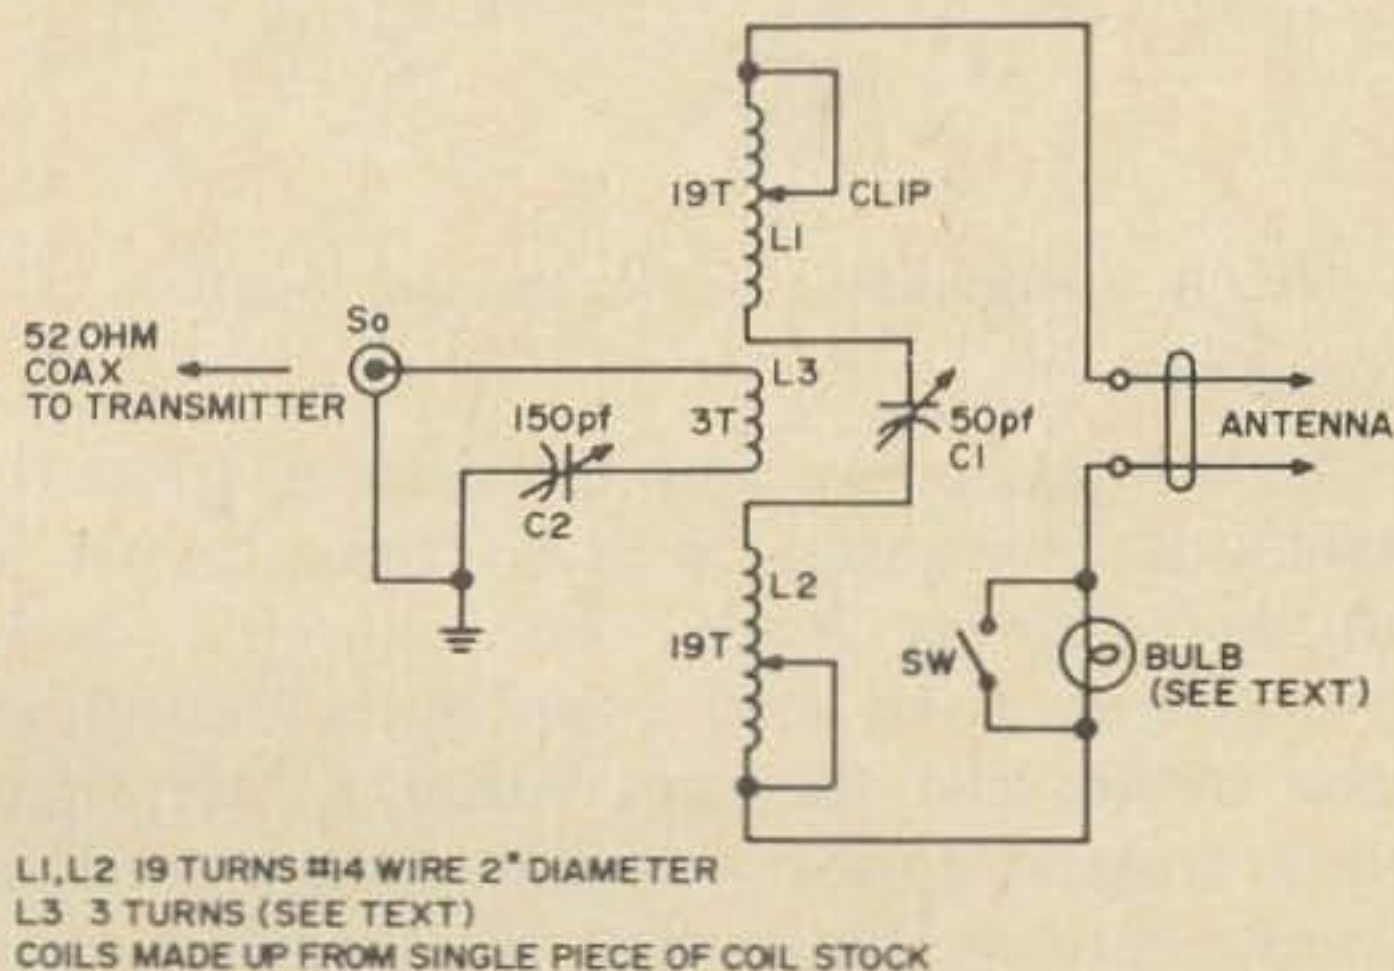 19T
CLIP
L1
52 OHM
COAX
TO TRANSMITTER
So
L3
3T
150pf
C2
50pf
C1
ANTENNA
L2
19T
SW
BULB
(SEE TEXT)
L1, L2 19 TURNS #14 WIRE 2" DIAMETER
L3 3 TURNS (SEE TEXT)
COILS MADE UP FROM SINGLE PIECE OF COIL STOCK